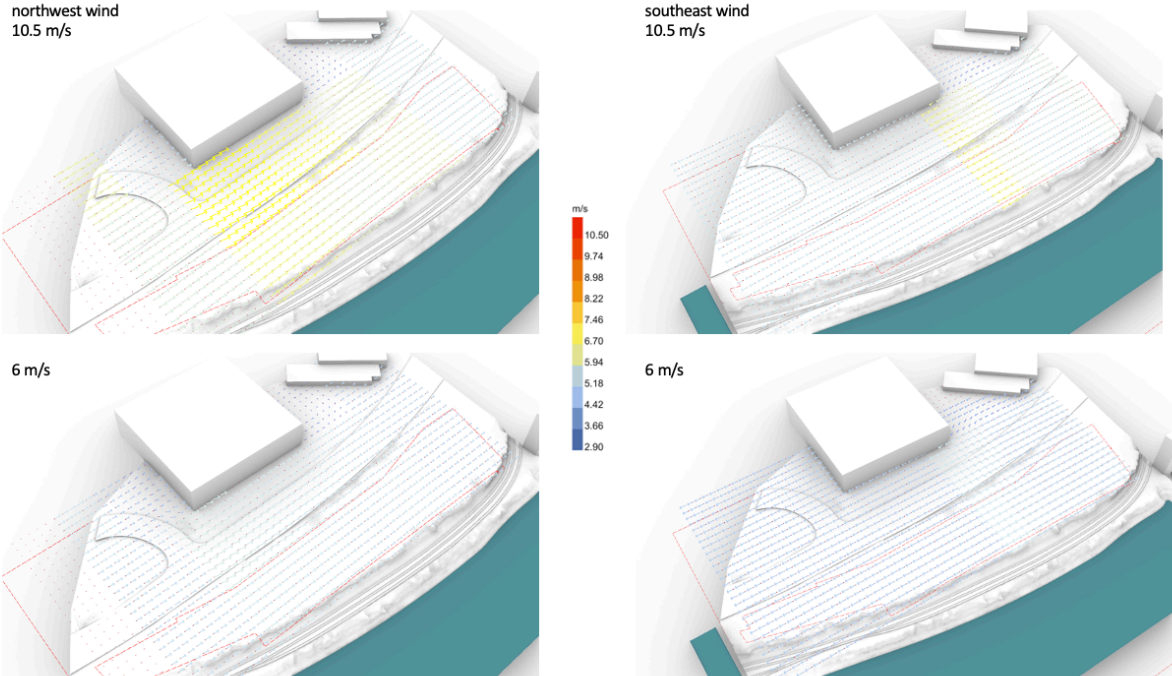 northwest wind
10.5 m/s
southeast wind
10.5 m/s
m/s
10.50
9.74
8.98
8.22
7.46
6.70
5.94
5.18
4.42
3.66
2.90
6 m/s
6 m/s